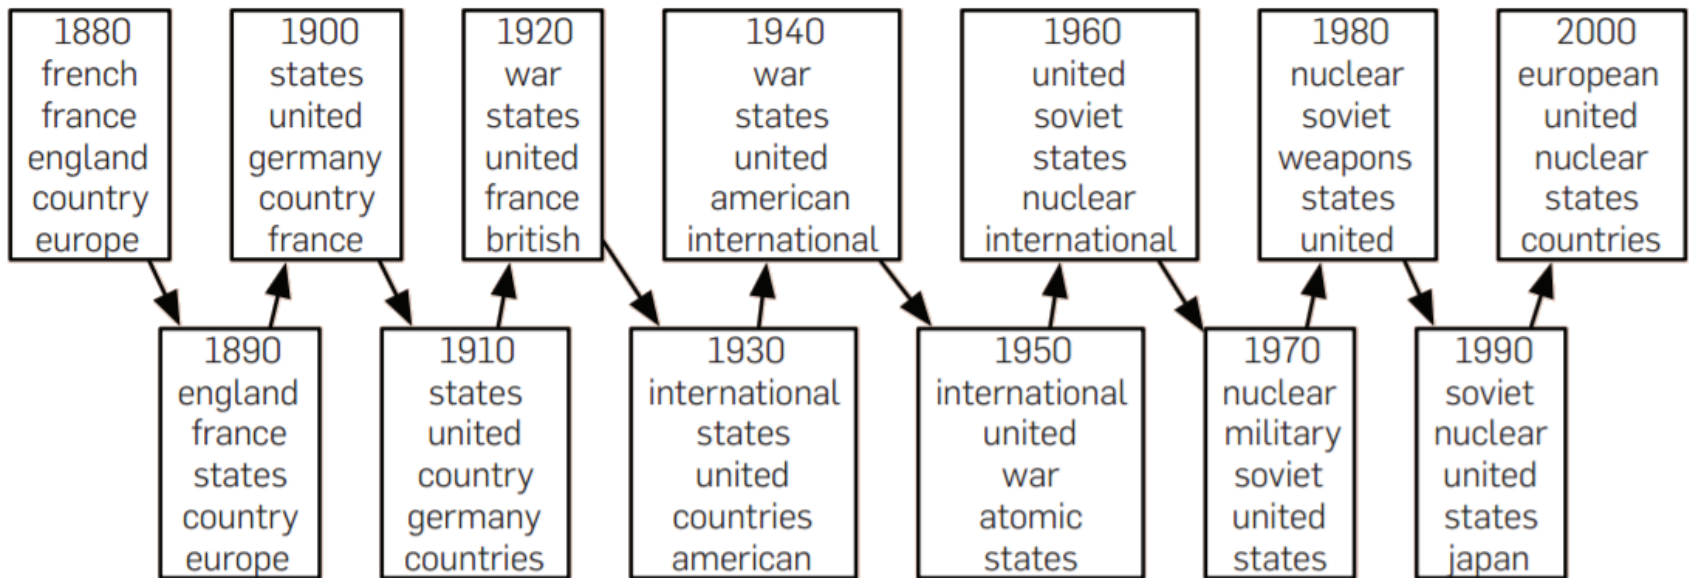 1880
french
france
england
country
europe
1890
england
france
states
country
europe
1900
states
united
germany
country
france
1910
states
united
country
germany
countries
1920
war
states
united
france
british
1930
international
states
united
countries
american
1940
war
states
united
american
international
1950
international
united
war
atomic
states
1960
united
soviet
states
nuclear
international
1970
nuclear
military
soviet
united
states
1980
nuclear
soviet
weapons
states
united
1990
soviet
nuclear
united
states
japan
2000
european
united
nuclear
states
countries